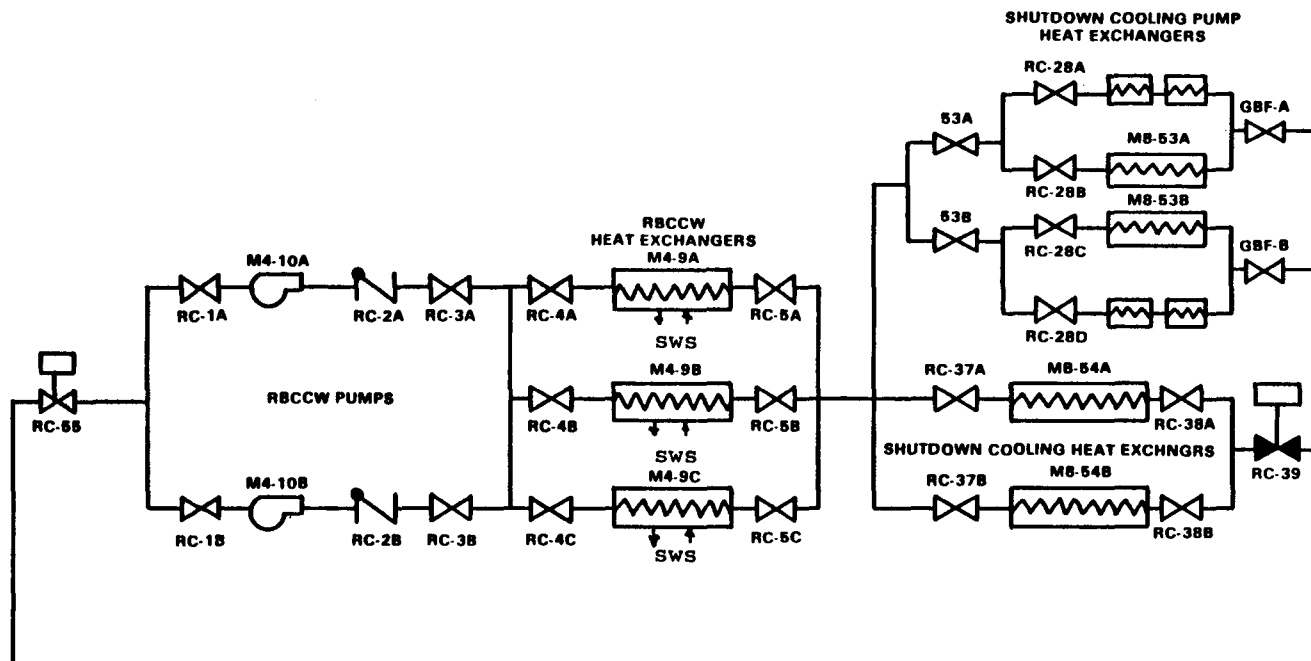 SHUTDOWN COOLING PUMP
HEAT EXCHANGERS
RC-28A
GBF-A
53A
M8-53A
RC-28B
M8-53B
53B
RC-28C
GBF-B
RC-28D
RBCCW
HEAT EXCHANGERS
M4-9A
M4-10A
RC-1A
RC-2A
RC-3A
RC-4A
RC-5A
SWS
RC-37A
M8-54A
M4-9B
RBCCW PUMPS
RC-55
RC-4B
RC-5B
RC-38A
SWS
SHUTDOWN COOLING HEAT EXCHNGRS
RC-39
M4-10B
M4-9C
RC-37B
M8-54B
RC-1B
RC-2B
RC-3B
RC-4C
RC-5C
RC-38B
SWS